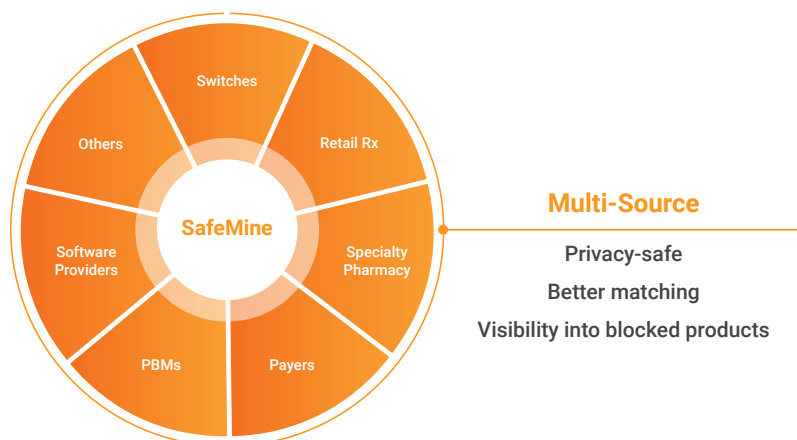 Switches
Others
Retail Rx
SafeMine
Software
Providers
Specialty
Pharmacy
PBMs
Payers
Multi-Source
Privacy-safe
Better matching
Visibility into blocked products